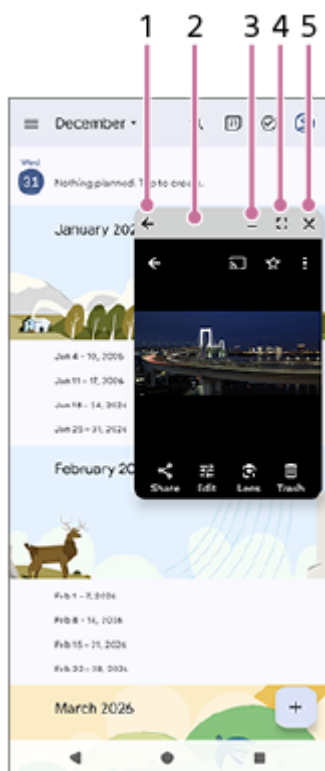 1 2 3 4 5
December
31
Wed
31
Nothing planned. Tap to create.
January 202
Jan 4 – 10, 2026
Jan 11 – 17, 2026
Jan 18 – 24, 2026
Jan 25 – 31, 2026
Share Edit Lens Trash
February 20
Feb 1 – 7, 2026
Feb 8 – 14, 2026
Feb 15 – 21, 2026
Feb 22 – 28, 2026
March 2026